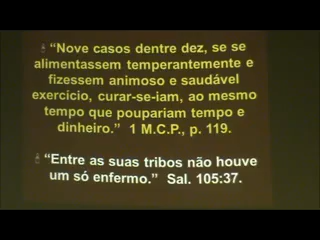 “Nove casos dentre dez, se se
alimentassem temperantemente e
fizessem animoso e saudável
exercício, curar-se-iam, ao mesmo
tempo que poupariam tempo e
dinheiro.” 1 M.C.P., p. 119.
“Entre as suas tribos não houve
um só enfermo.” Sal. 105:37.